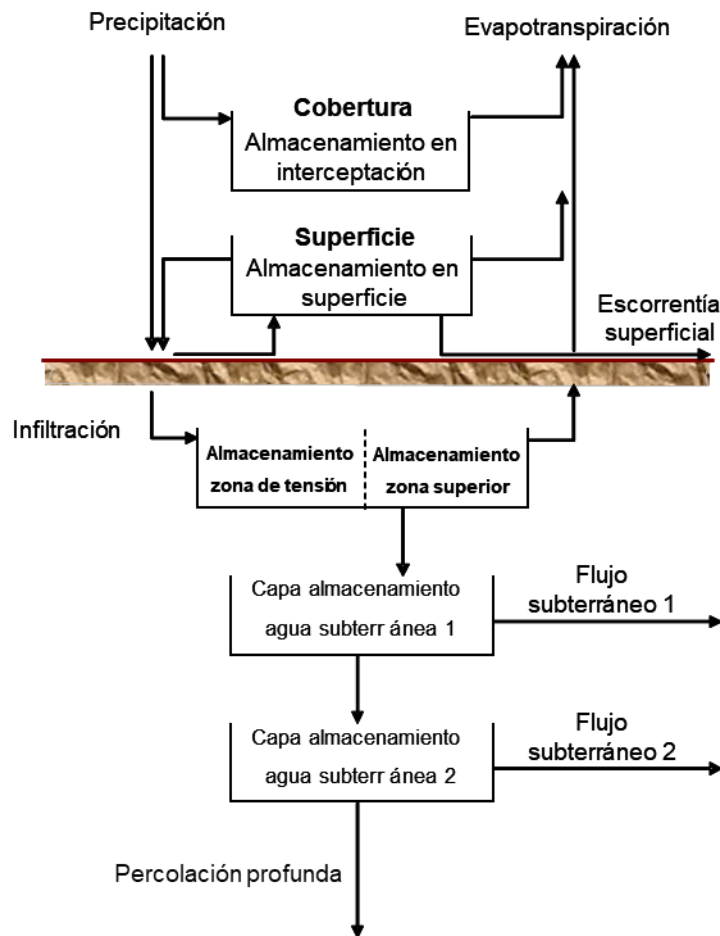 Precipitación
Evapotranspiración
Cobertura
Almacenamiento en
interceptación
Superficie
Almacenamiento en
superficie
Escorrentía
superficial
Infiltración
Almacenamiento
zona de tensión
Almacenamiento
zona superior
Capa almacenamiento
agua subterr ánea 1
Flujo
subterráneo 1
Capa almacenamiento
agua subterr ánea 2
Flujo
subterráneo 2
Percolación profunda